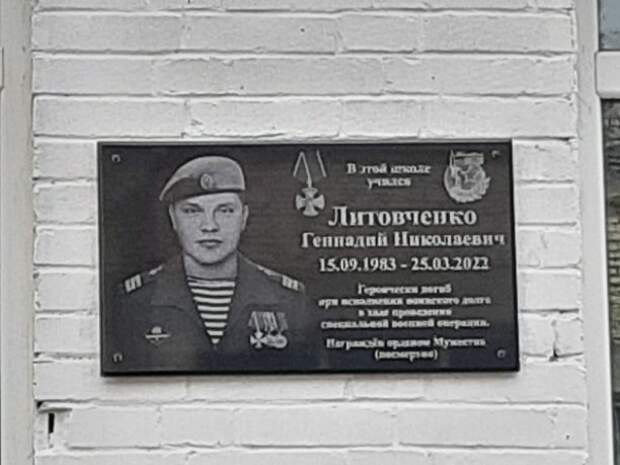 В этой школе
учился
Литовченко
Геннадий Николаевич
15.09.1983 - 25.03.2022
Героически погиб
при исполнении воинского долга
в ходе проведения
специальной военной операции.
Награждён орденом Мужества
(посмертно)